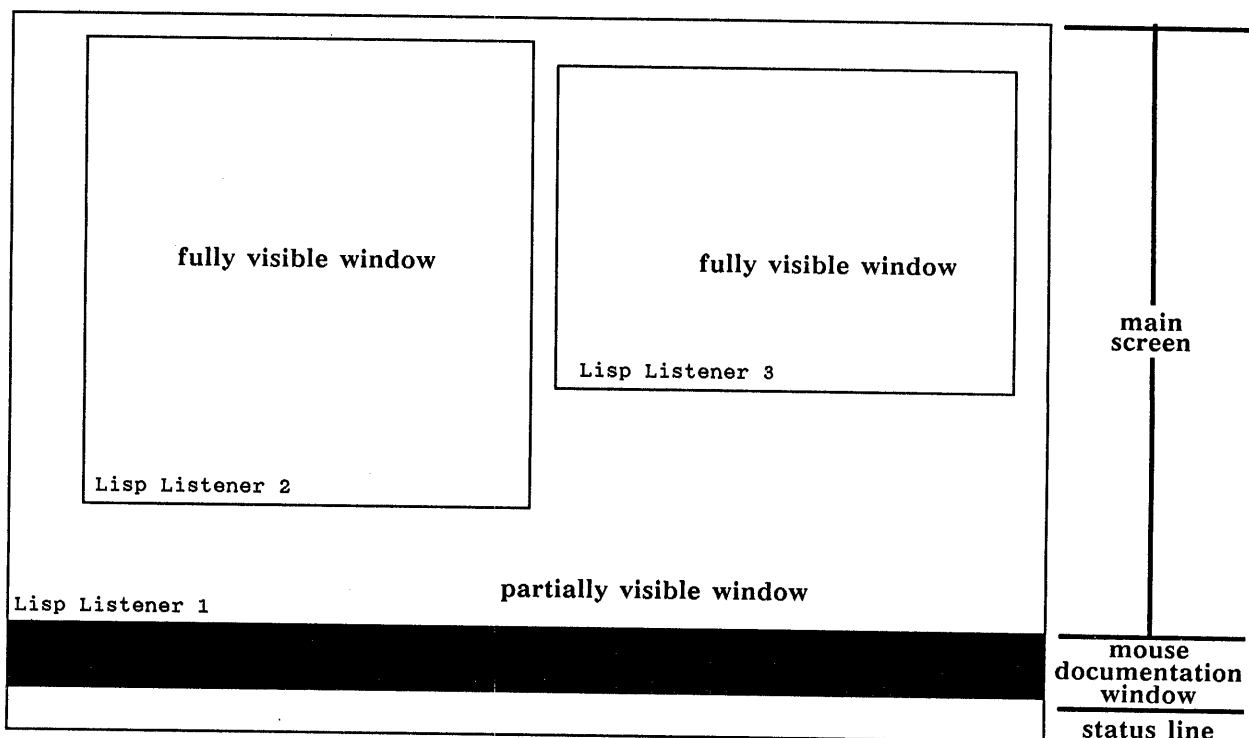 fully visible window
Lisp Listener 2
fully visible window
Lisp Listener 3
partially visible window
Lisp Listener 1
main
screen
mouse
documentation
window
status line